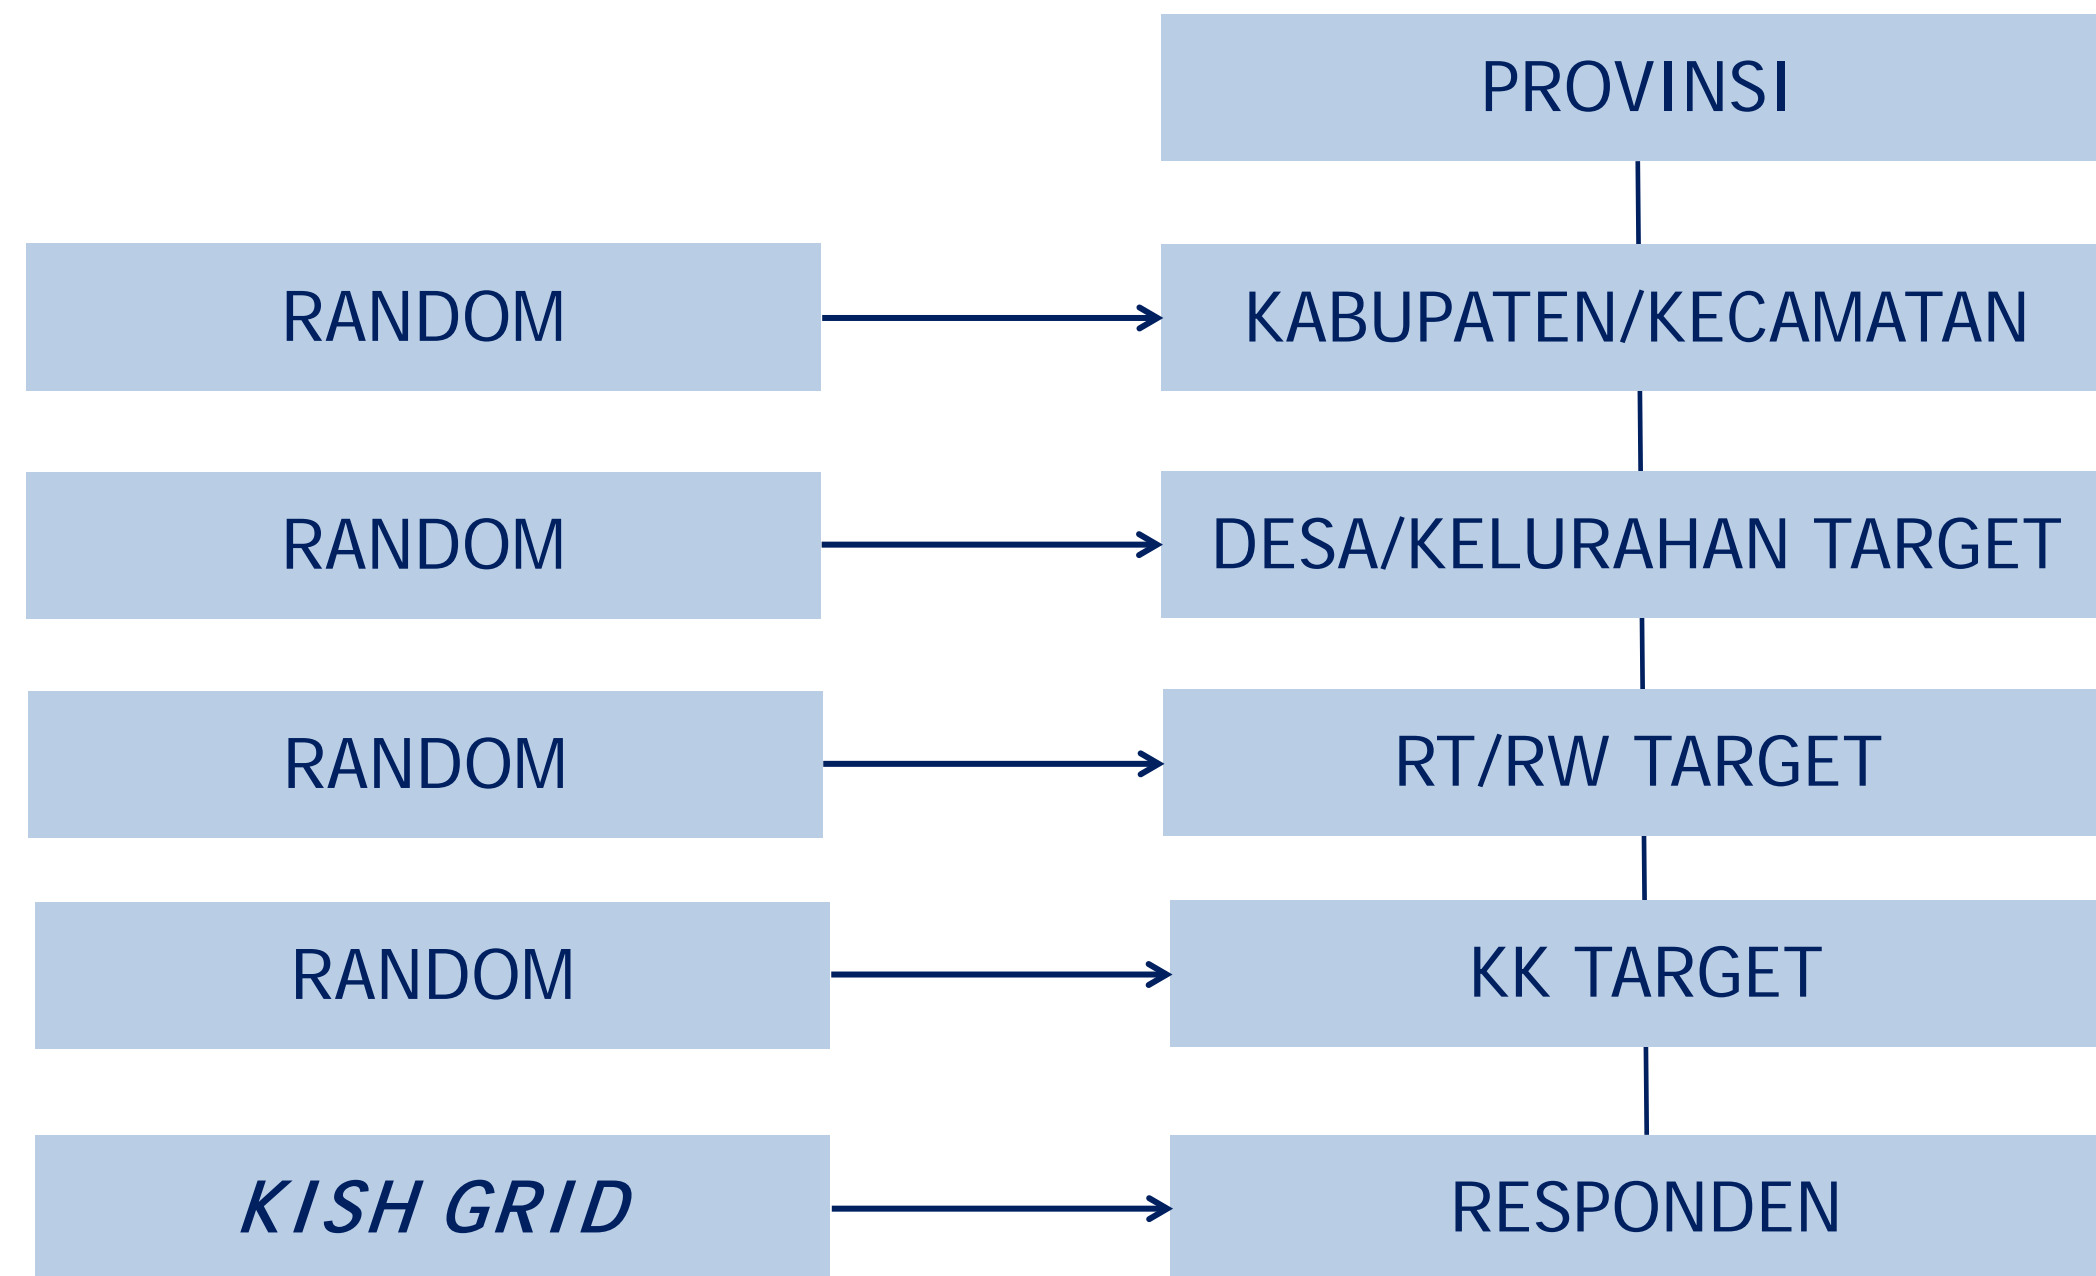 PROVINSI
RANDOM
KABUPATEN/KECAMATAN
RANDOM
DESA/KELURAHAN TARGET
RANDOM
RT/RW TARGET
RANDOM
KK TARGET
KISH GRID
RESPONDEN